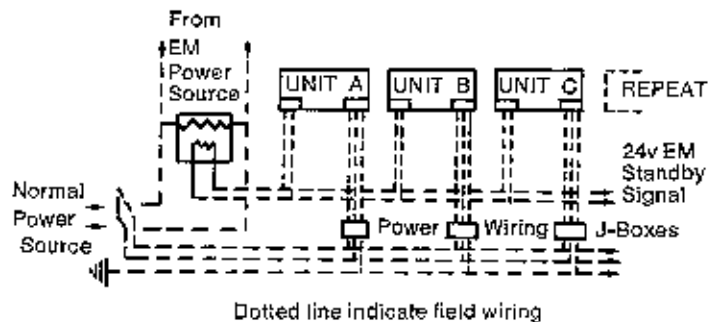 From
EM
Power
Source
UNIT A
UNIT B
UNIT C
REPEAT
24v EM
Standby
Signal
Normal
Power
Source
Power
Wiring
J-Boxes
Dotted line indicate field wiring